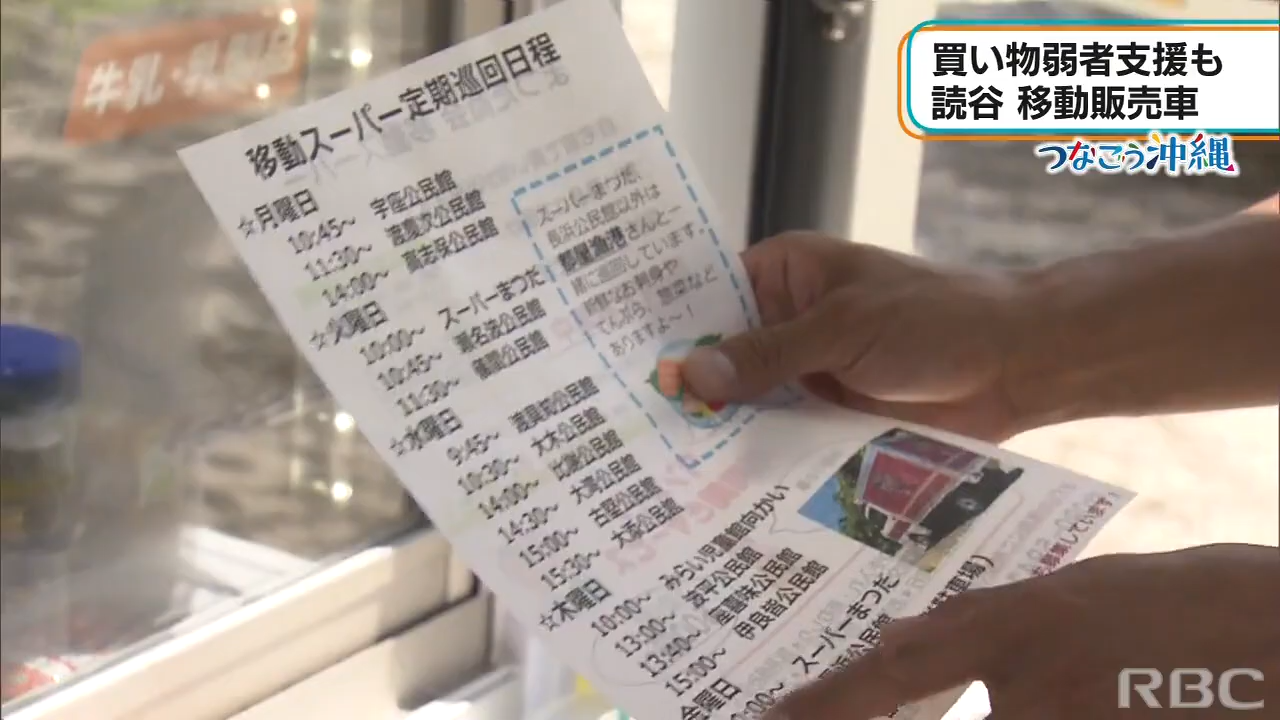 買い物弱者支援も
読谷 移動販売車
つなごう沖縄
牛乳・乳製品
移動スーパー定期巡回日程
☆月曜日
10:45~ 宇座公民館
11:30~ 渡慶次公民館
14:00~ 高志保公民館
☆火曜日
10:00~ スーパーまつだ
10:45~ 瀬名波公民館
11:30~ 儀間公民館
☆水曜日
9:45~ 渡具知公民館
10:30~ 大木公民館
14:00~ 比謝公民館
14:30~ 大湾公民館
15:00~ 古堅公民館
15:30~ 大添公民館
☆木曜日
10:00~ みらい児童館向かい
13:00~ 波平公民館
13:40~ 座喜味公民館
15:00~ 伊良皆公民館
金曜日
スーパーまつだ
スーパーまつだ、
長浜公民館以外は
都屋漁港さんと一
緒に巡回しています。
新鮮なお刺身や
てんぷら、惣菜など
ありますよ~!
RBC